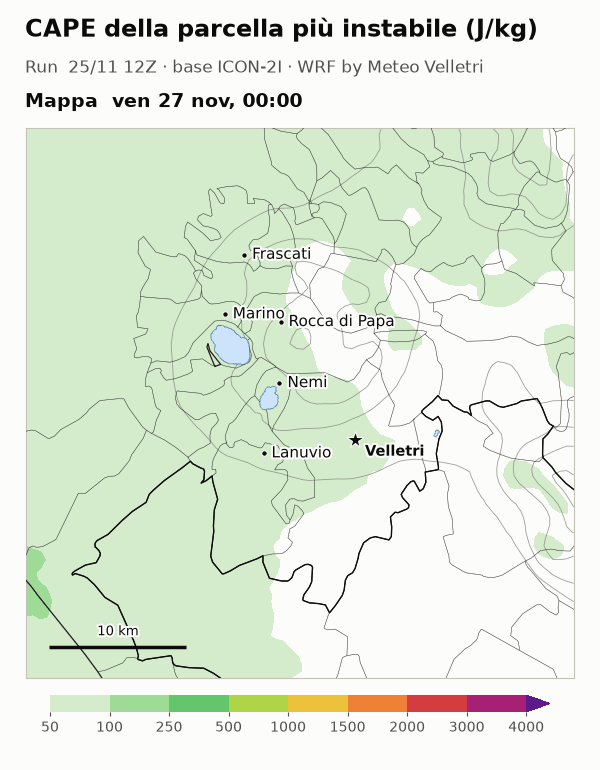 CAPE della parcella più instabile (J/kg)
Run  25/11 12Z · base ICON-2I · WRF by Meteo Velletri
Mappa  ven 27 nov, 00:00
Frascati
Marino
Rocca di Papa
Nemi
Velletri
Lanuvio
10 km
50 100 250 500 1000 1500 2000 3000 4000